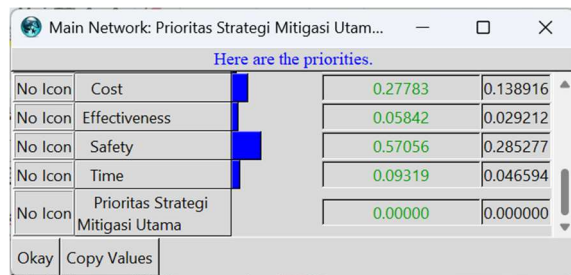 Main Network: Prioritas Strategi Mitigasi Utam...
Here are the priorities.
No Icon Cost 0.27783 0.138916
No Icon Effectiveness 0.05842 0.029212
No Icon Safety 0.57056 0.285277
No Icon Time 0.09319 0.046594
No Icon Prioritas Strategi
Mitigasi Utama 0.00000 0.000000
Okay Copy Values